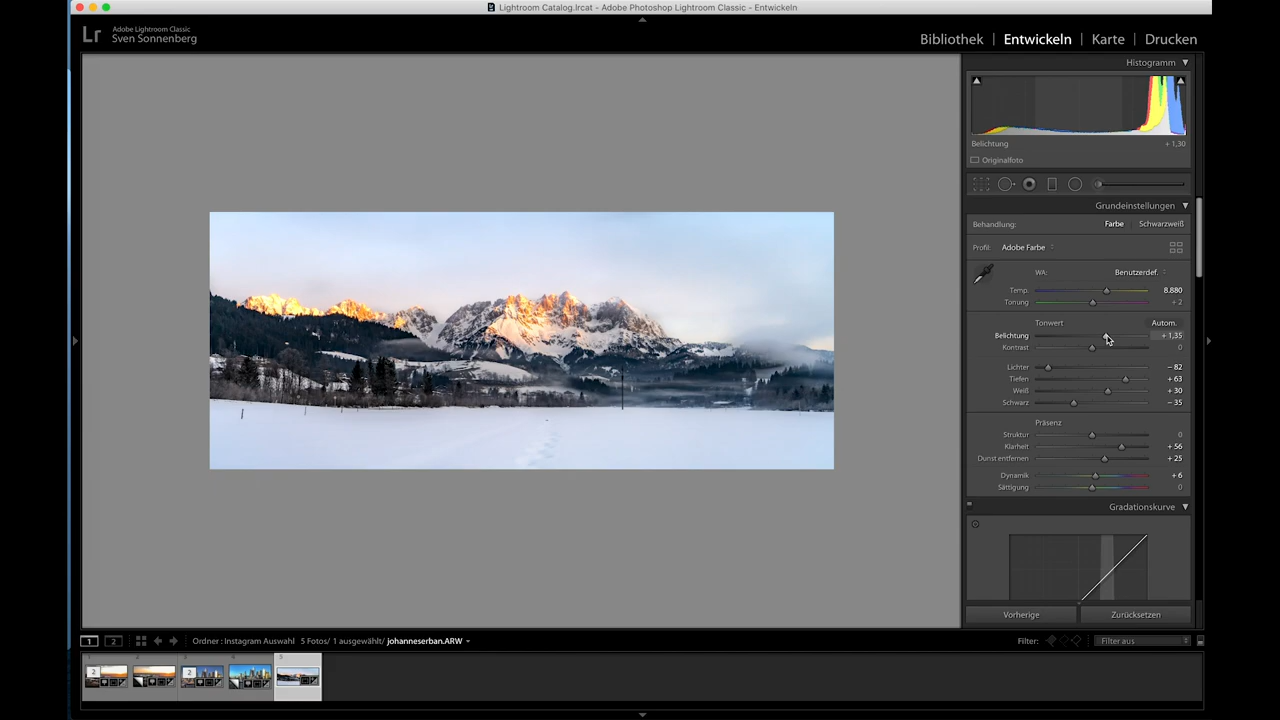 Lightroom Catalog.lrcat - Adobe Photoshop Lightroom Classic - Entwickeln
Lr
Adobe Lightroom Classic
Sven Sonnenberg
Bibliothek | Entwickeln | Karte | Drucken
Histogramm
Belichtung + 1,30
Originalfoto
Grundeinstellungen
Behandlung: Farbe Schwarzweiß
Profil: Adobe Farbe
WA: Benutzerdef.
Temp. 8.880
Tonung + 2
Tonwert Autom.
Belichtung + 1,35
Kontrast 0
Lichter – 82
Tiefen + 63
Weiß + 30
Schwarz – 35
Präsenz
Struktur 0
Klarheit + 56
Dunst entfernen + 25
Dynamik + 6
Sättigung 0
Gradationskurve
Vorherige Zurücksetzen
1 2 Ordner : Instagram Auswahl 5 Fotos/ 1 ausgewählt/ johanneserban.ARW Filter: Filter aus
2 2